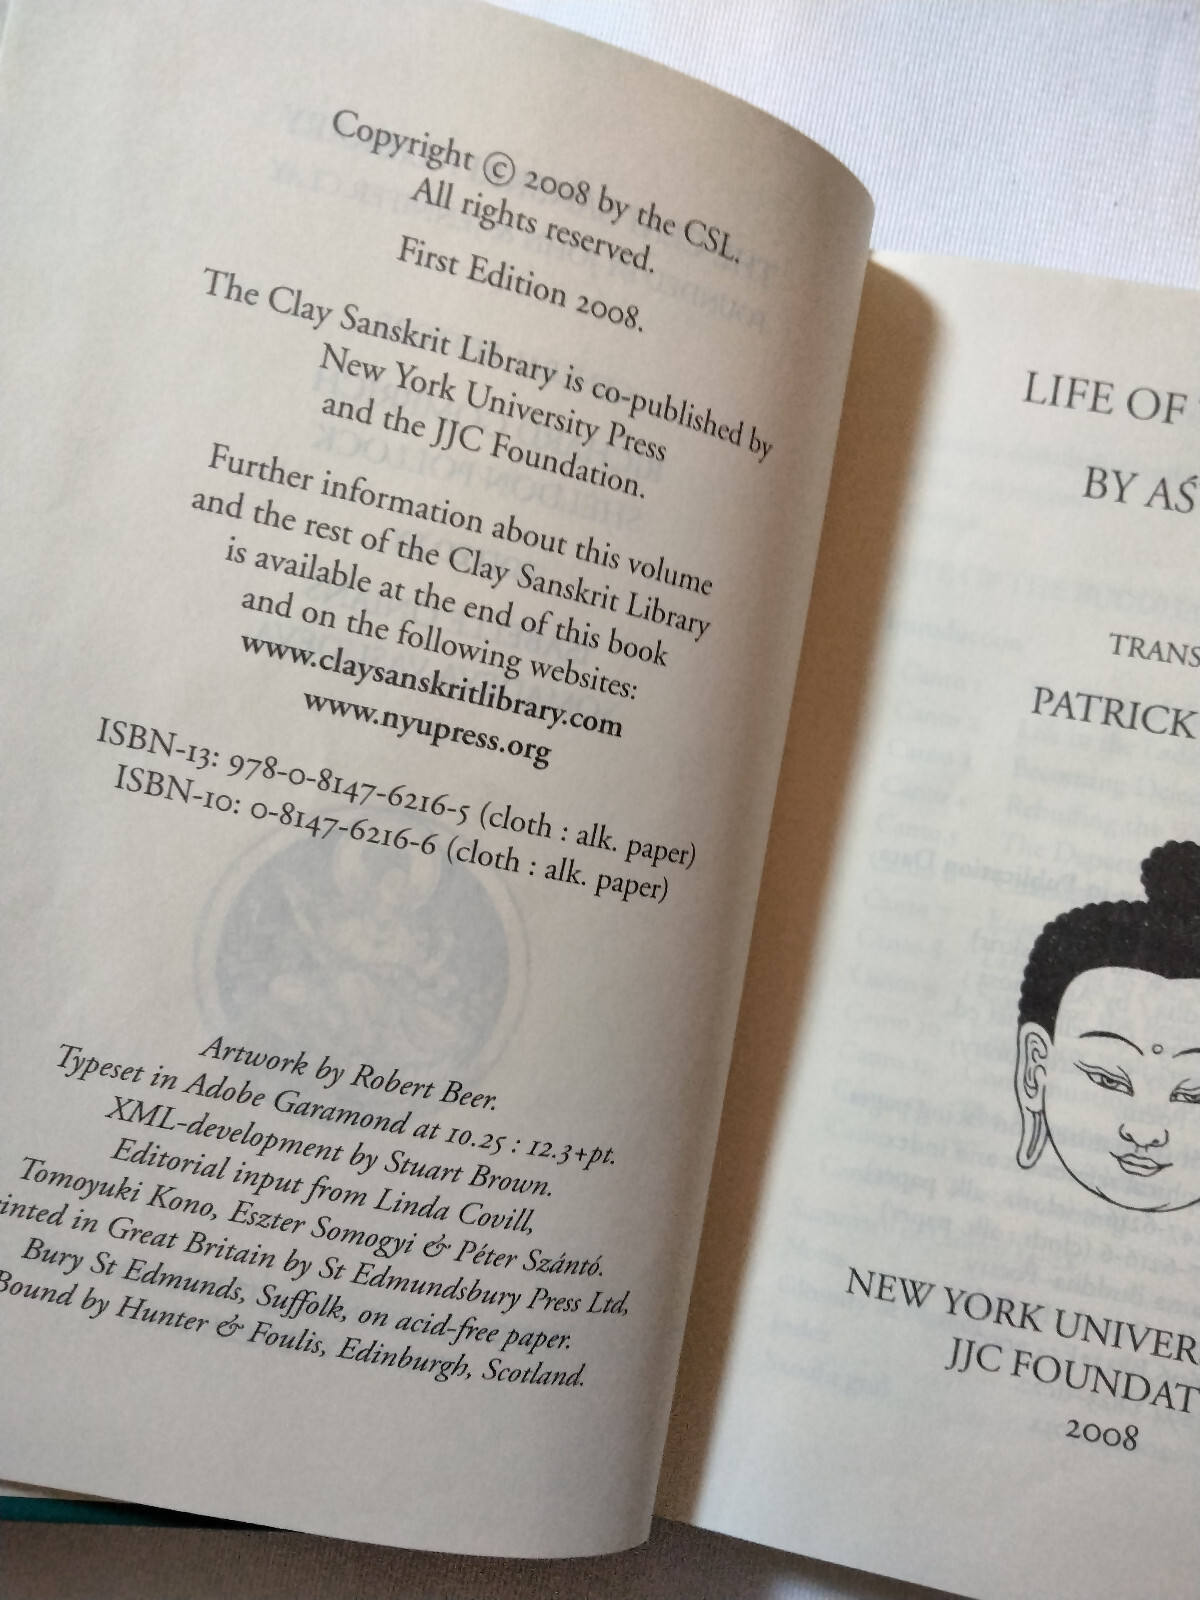 Copyright © 2008 by the CSL.
All rights reserved.
First Edition 2008.
The Clay Sanskrit Library is co-published by
New York University Press
and the JJC Foundation.
Further information about this volume
and the rest of the Clay Sanskrit Library
is available at the end of this book
and on the following websites:
www.claysanskritlibrary.com
www.nyupress.org
ISBN-13: 978-0-8147-6216-5 (cloth : alk. paper)
ISBN-10: 0-8147-6216-6 (cloth : alk. paper)
Artwork by Robert Beer.
Typeset in Adobe Garamond at 10.25 : 12.3+pt.
XML-development by Stuart Brown.
Editorial input from Linda Covill,
Tomoyuki Kono, Eszter Somogyi & Péter Szántó.
inted in Great Britain by St Edmundsbury Press Ltd,
Bury St Edmunds, Suffolk, on acid-free paper.
Bound by Hunter & Foulis, Edinburgh, Scotland.
LIFE OF
BY AŚ
TRANS
PATRICK
NEW YORK UNIVER
JJC FOUNDAT
2008